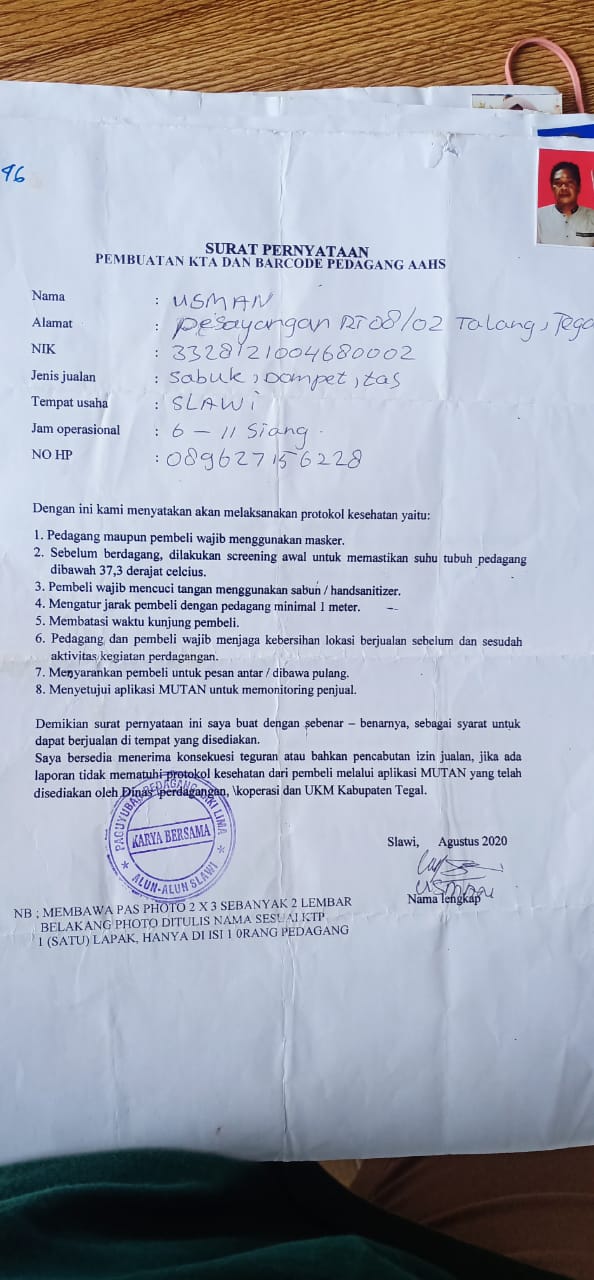 96
SURAT PERNYATAAN
PEMBUATAN KTA DAN BARCODE PEDAGANG AAHS
Nama : USMAN
Alamat : Pesayangan RT 08/02 Talang, Tega
NIK : 3328121004680002
Jenis jualan : Sabuk, Dompet, tas
Tempat usaha : SLAWI
Jam operasional : 6 - 11 Siang
NO HP : 089627156228
Dengan ini kami menyatakan akan melaksanakan protokol kesehatan yaitu:
1. Pedagang maupun pembeli wajib menggunakan masker.
2. Sebelum berdagang, dilakukan screening awal untuk memastikan suhu tubuh pedagang
dibawah 37,3 derajat celcius.
3. Pembeli wajib mencuci tangan menggunakan sabun / handsanitizer.
4. Mengatur jarak pembeli dengan pedagang minimal 1 meter.
5. Membatasi waktu kunjung pembeli.
6. Pedagang dan pembeli wajib menjaga kebersihan lokasi berjualan sebelum dan sesudah
aktivitas kegiatan perdagangan.
7. Menyarankan pembeli untuk pesan antar / dibawa pulang.
8. Menyetujui aplikasi MUTAN untuk memonitoring penjual.
Demikian surat pernyataan ini saya buat dengan sebenar – benarnya, sebagai syarat untuk
dapat berjualan di tempat yang disediakan.
Saya bersedia menerima konsekuesi teguran atau bahkan pencabutan izin jualan, jika ada
laporan tidak mematuhi protokol kesehatan dari pembeli melalui aplikasi MUTAN yang telah
disediakan oleh Dinas \perdagangan, \koperasi dan UKM Kabupaten Tegal.
PAGUYUBAN PEDAGANG KAKI LIMA
KARYA BERSAMA
* ALUN-ALUN SLAWI *
Slawi, Agustus 2020
USMAN
Nama lengkap
NB ; MEMBAWA PAS PHOTO 2 X 3 SEBANYAK 2 LEMBAR
BELAKANG PHOTO DITULIS NAMA SESUAI KTP
1 (SATU) LAPAK, HANYA DI ISI 1 0RANG PEDAGANG